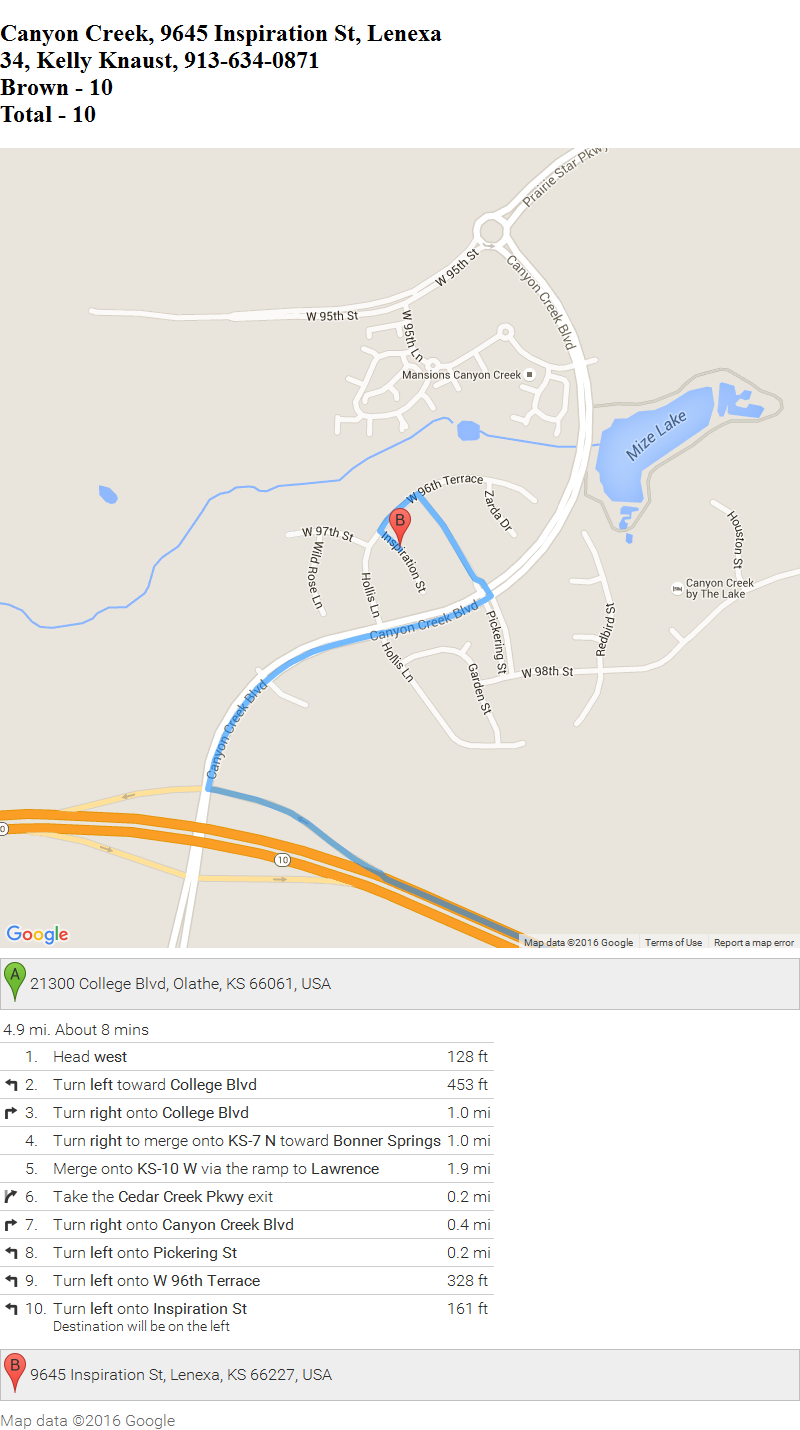 Canyon Creek, 9645 Inspiration St, Lenexa
34, Kelly Knaust, 913-634-0871
Brown - 10
Total - 10
Prairie Star Pkwy
W 95th St
Canyon Creek Blvd
W 95th St
W 95th Ln
Mansions Canyon Creek
Mize Lake
W 96th Terrace
Zarda Dr
B
W 97th St
Inspiration St
Houston St
Wild Rose Ln
Hollis Ln
Canyon Creek
by The Lake
Canyon Creek Blvd
Pickering St
Redbird St
Hollis Ln
Garden St
W 98th St
Canyon Creek Blvd
0
10
Google
Map data ©2016 Google Terms of Use Report a map error
A 21300 College Blvd, Olathe, KS 66061, USA
4.9 mi. About 8 mins
1. Head west 128 ft
2. Turn left toward College Blvd 453 ft
3. Turn right onto College Blvd 1.0 mi
4. Turn right to merge onto KS-7 N toward Bonner Springs 1.0 mi
5. Merge onto KS-10 W via the ramp to Lawrence 1.9 mi
6. Take the Cedar Creek Pkwy exit 0.2 mi
7. Turn right onto Canyon Creek Blvd 0.4 mi
8. Turn left onto Pickering St 0.2 mi
9. Turn left onto W 96th Terrace 328 ft
10. Turn left onto Inspiration St 161 ft
Destination will be on the left
B 9645 Inspiration St, Lenexa, KS 66227, USA
Map data ©2016 Google